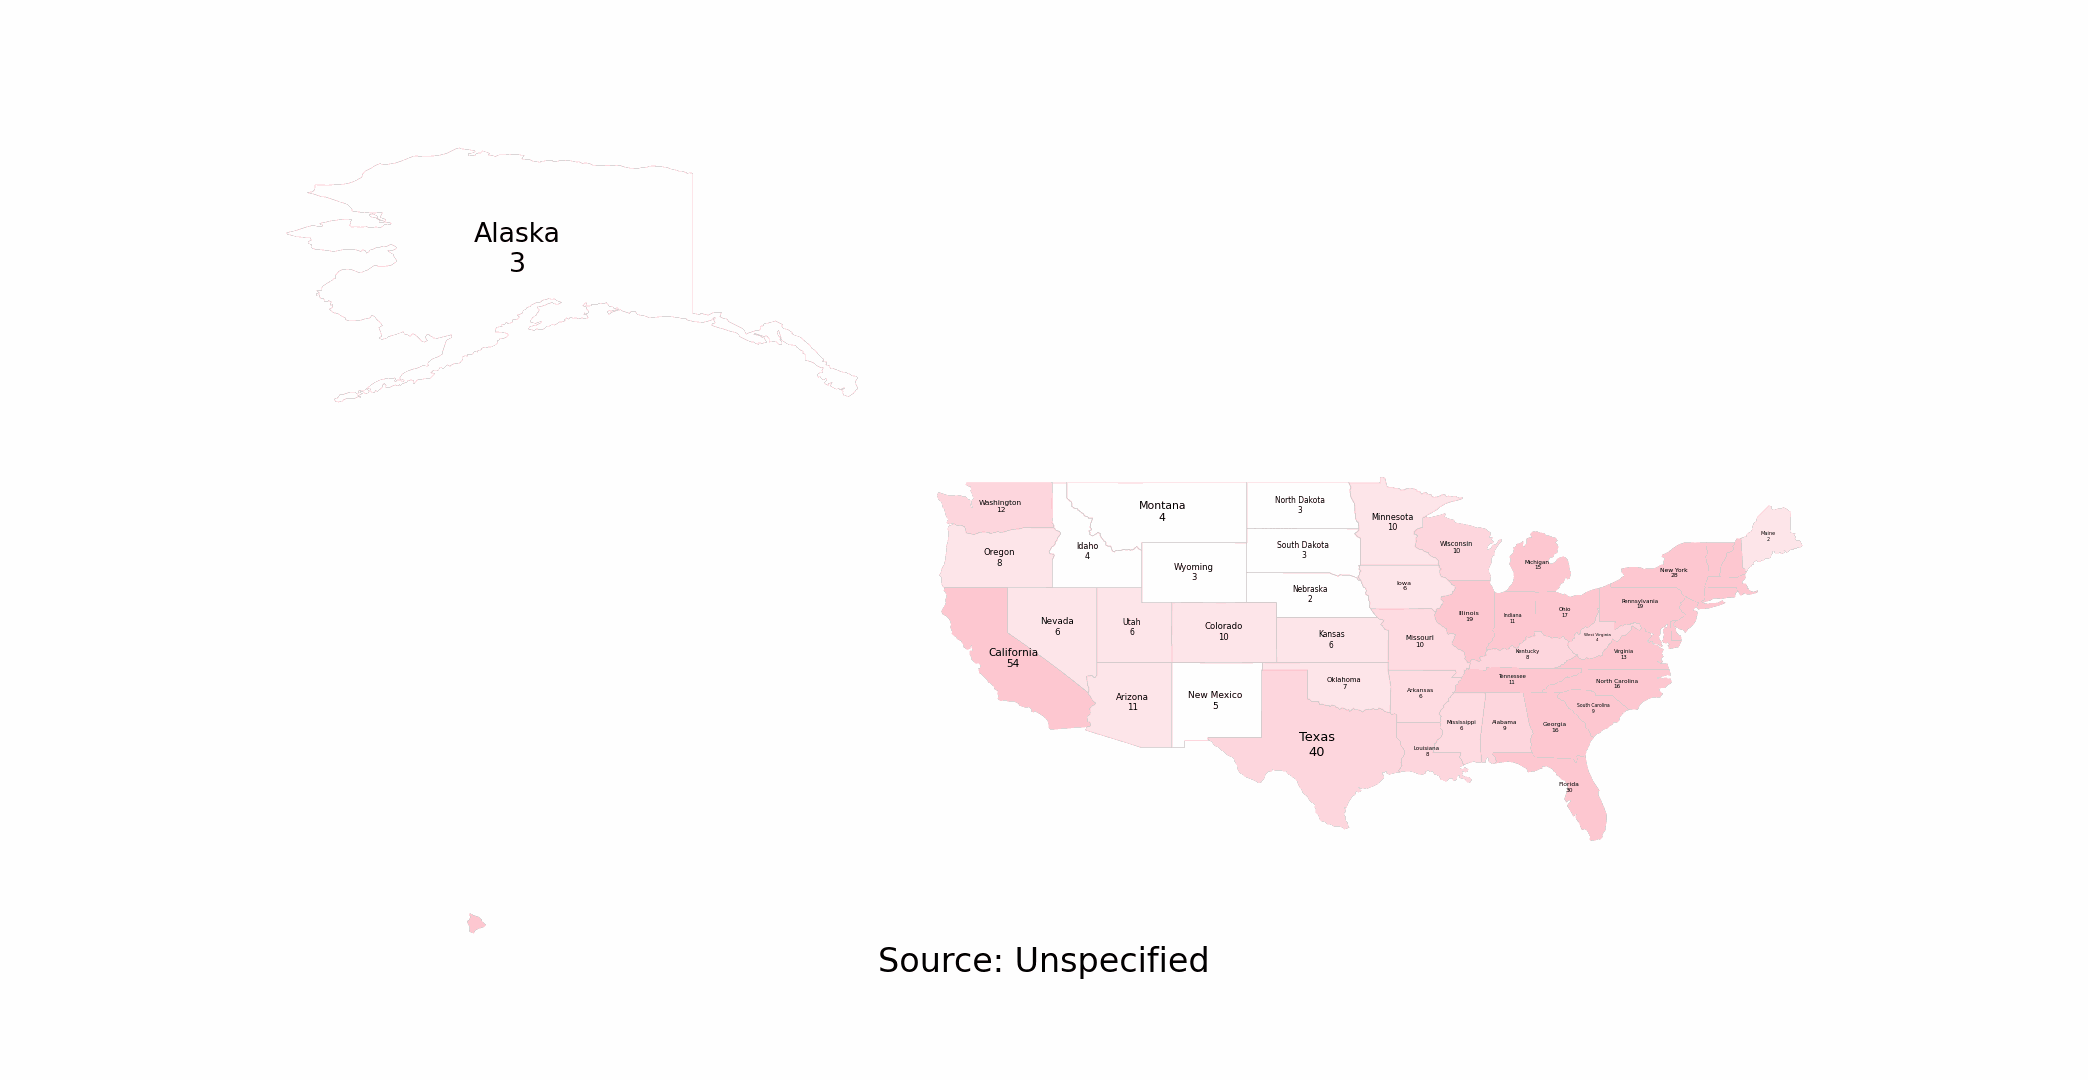 Alaska
3
Washington
12
Montana
4
North Dakota
3
Minnesota
10
Oregon
8
Idaho
4
Wyoming
3
South Dakota
3
Wisconsin
10
Michigan
15
New York
28
Maine
2
Nebraska
2
Iowa
6
Illinois
19
Indiana
11
Ohio
17
Pennsylvania
19
Nevada
6
Utah
6
Colorado
10
Kansas
6
Missouri
10
West Virginia
4
Kentucky
8
Virginia
13
California
54
Arizona
11
New Mexico
5
Oklahoma
7
Arkansas
6
Tennessee
11
North Carolina
16
South Carolina
9
Texas
40
Louisiana
8
Mississippi
6
Alabama
9
Georgia
16
Florida
30
Source: Unspecified